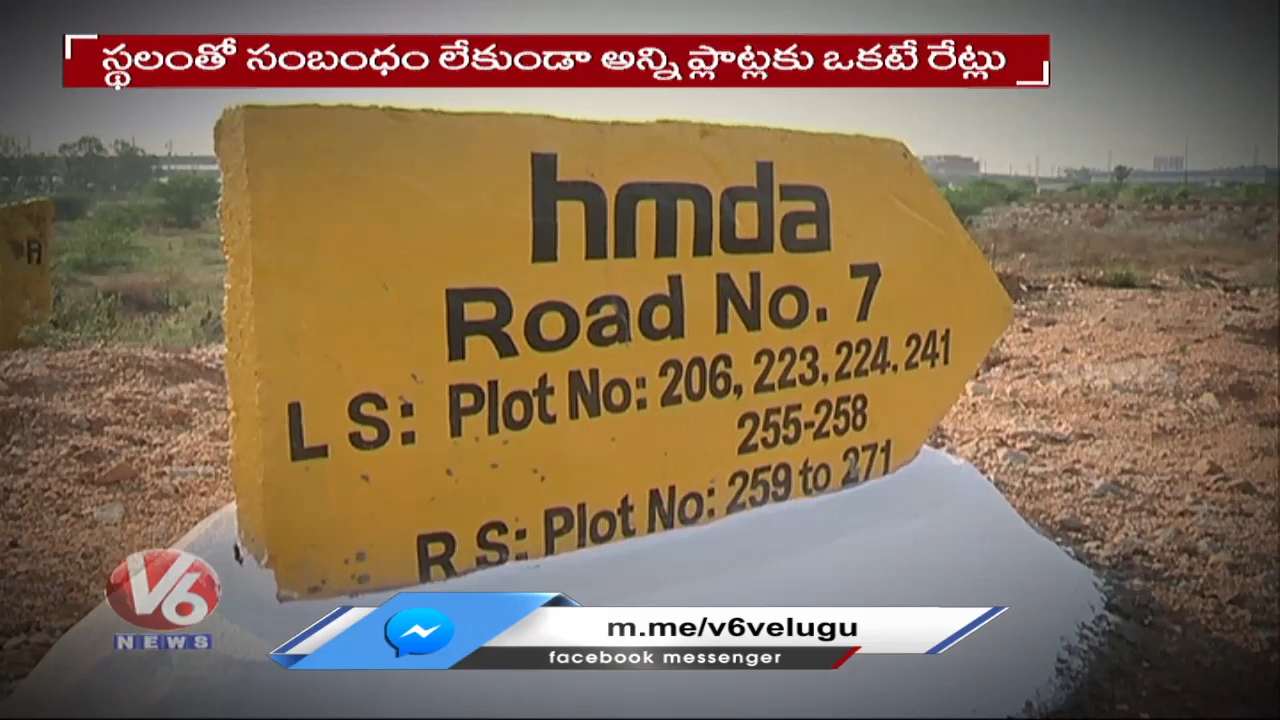 స్థలంతో సంబంధం లేకుండా అన్ని ప్లాట్లకు ఒకటే రేట్లు
hmda
Road No. 7
L S: Plot No: 206, 223, 224, 241
255-258
R S: Plot No: 259 to 271
A
V6
NEWS
m.me/v6velugu
facebook messenger